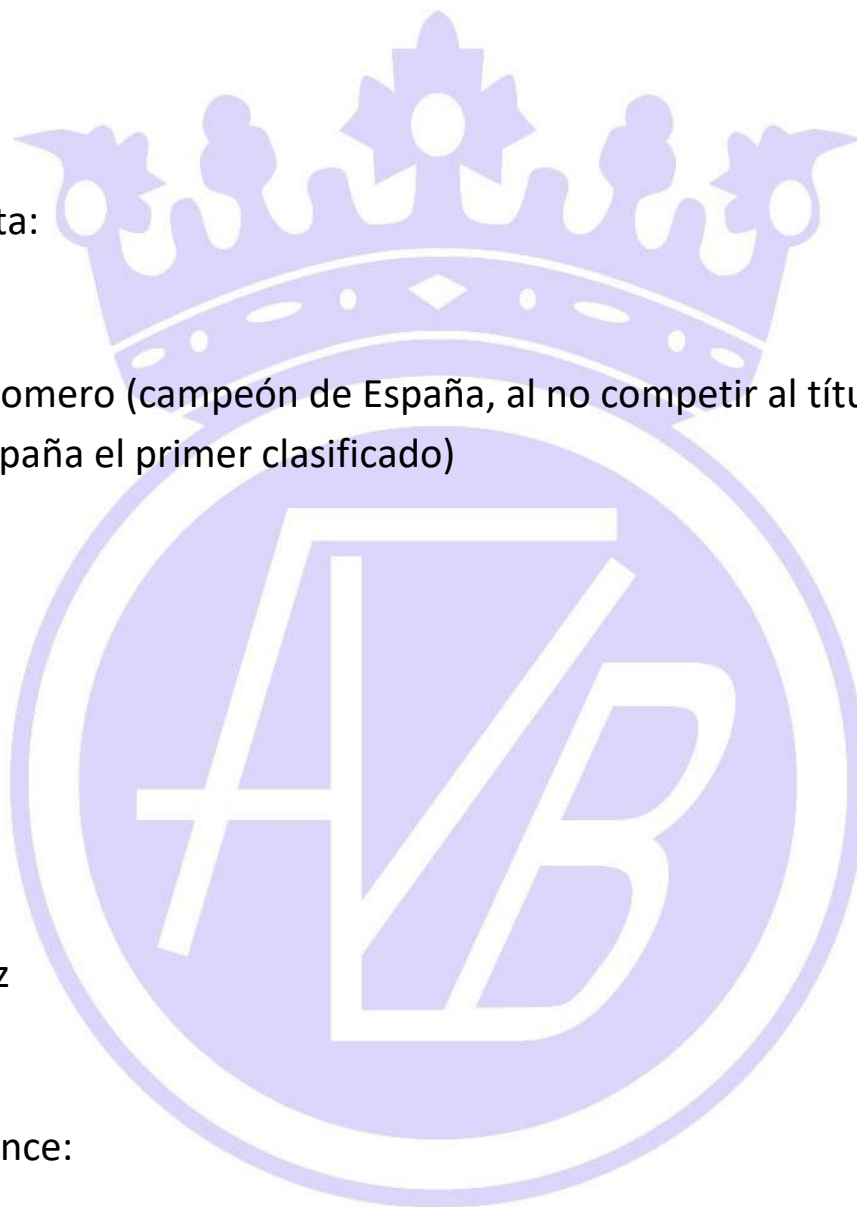 ta:
omero (campeón de España, al no competir al títu
paña el primer clasificado)
z
nce: